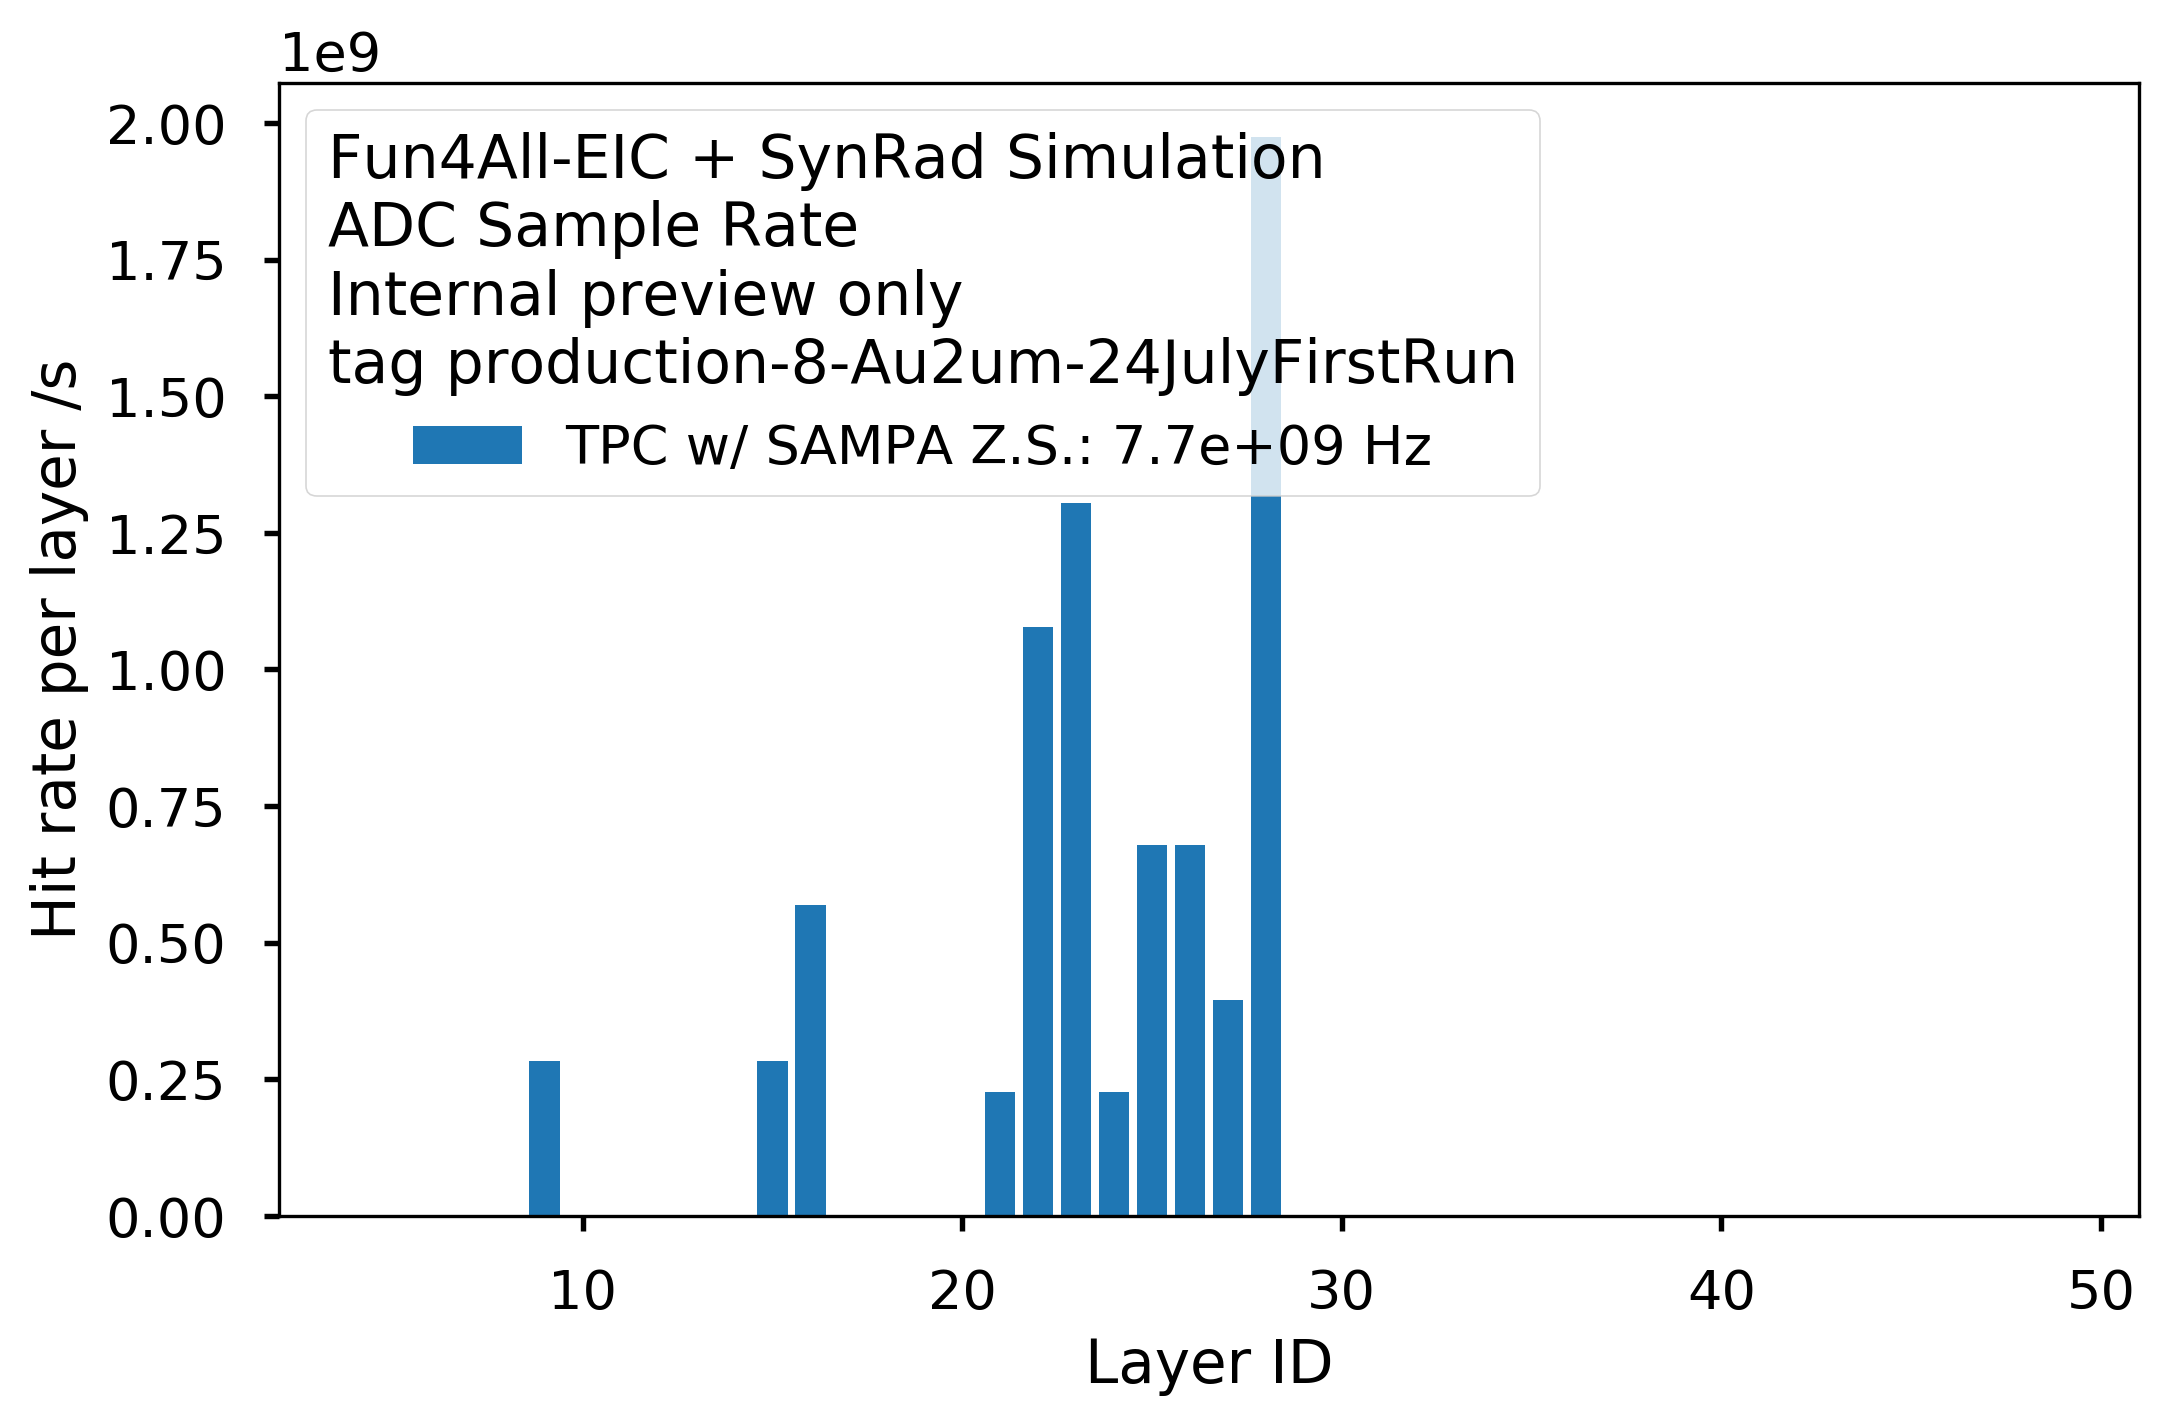 1e9
2.00
1.75
1.50
1.25
1.00
0.75
0.50
0.25
0.00
Hit rate per layer /s
Fun4All-EIC + SynRad Simulation
ADC Sample Rate
Internal preview only
tag production-8-Au2um-24JulyFirstRun
TPC w/ SAMPA Z.S.: 7.7e+09 Hz
10 20 30 40 50
Layer ID